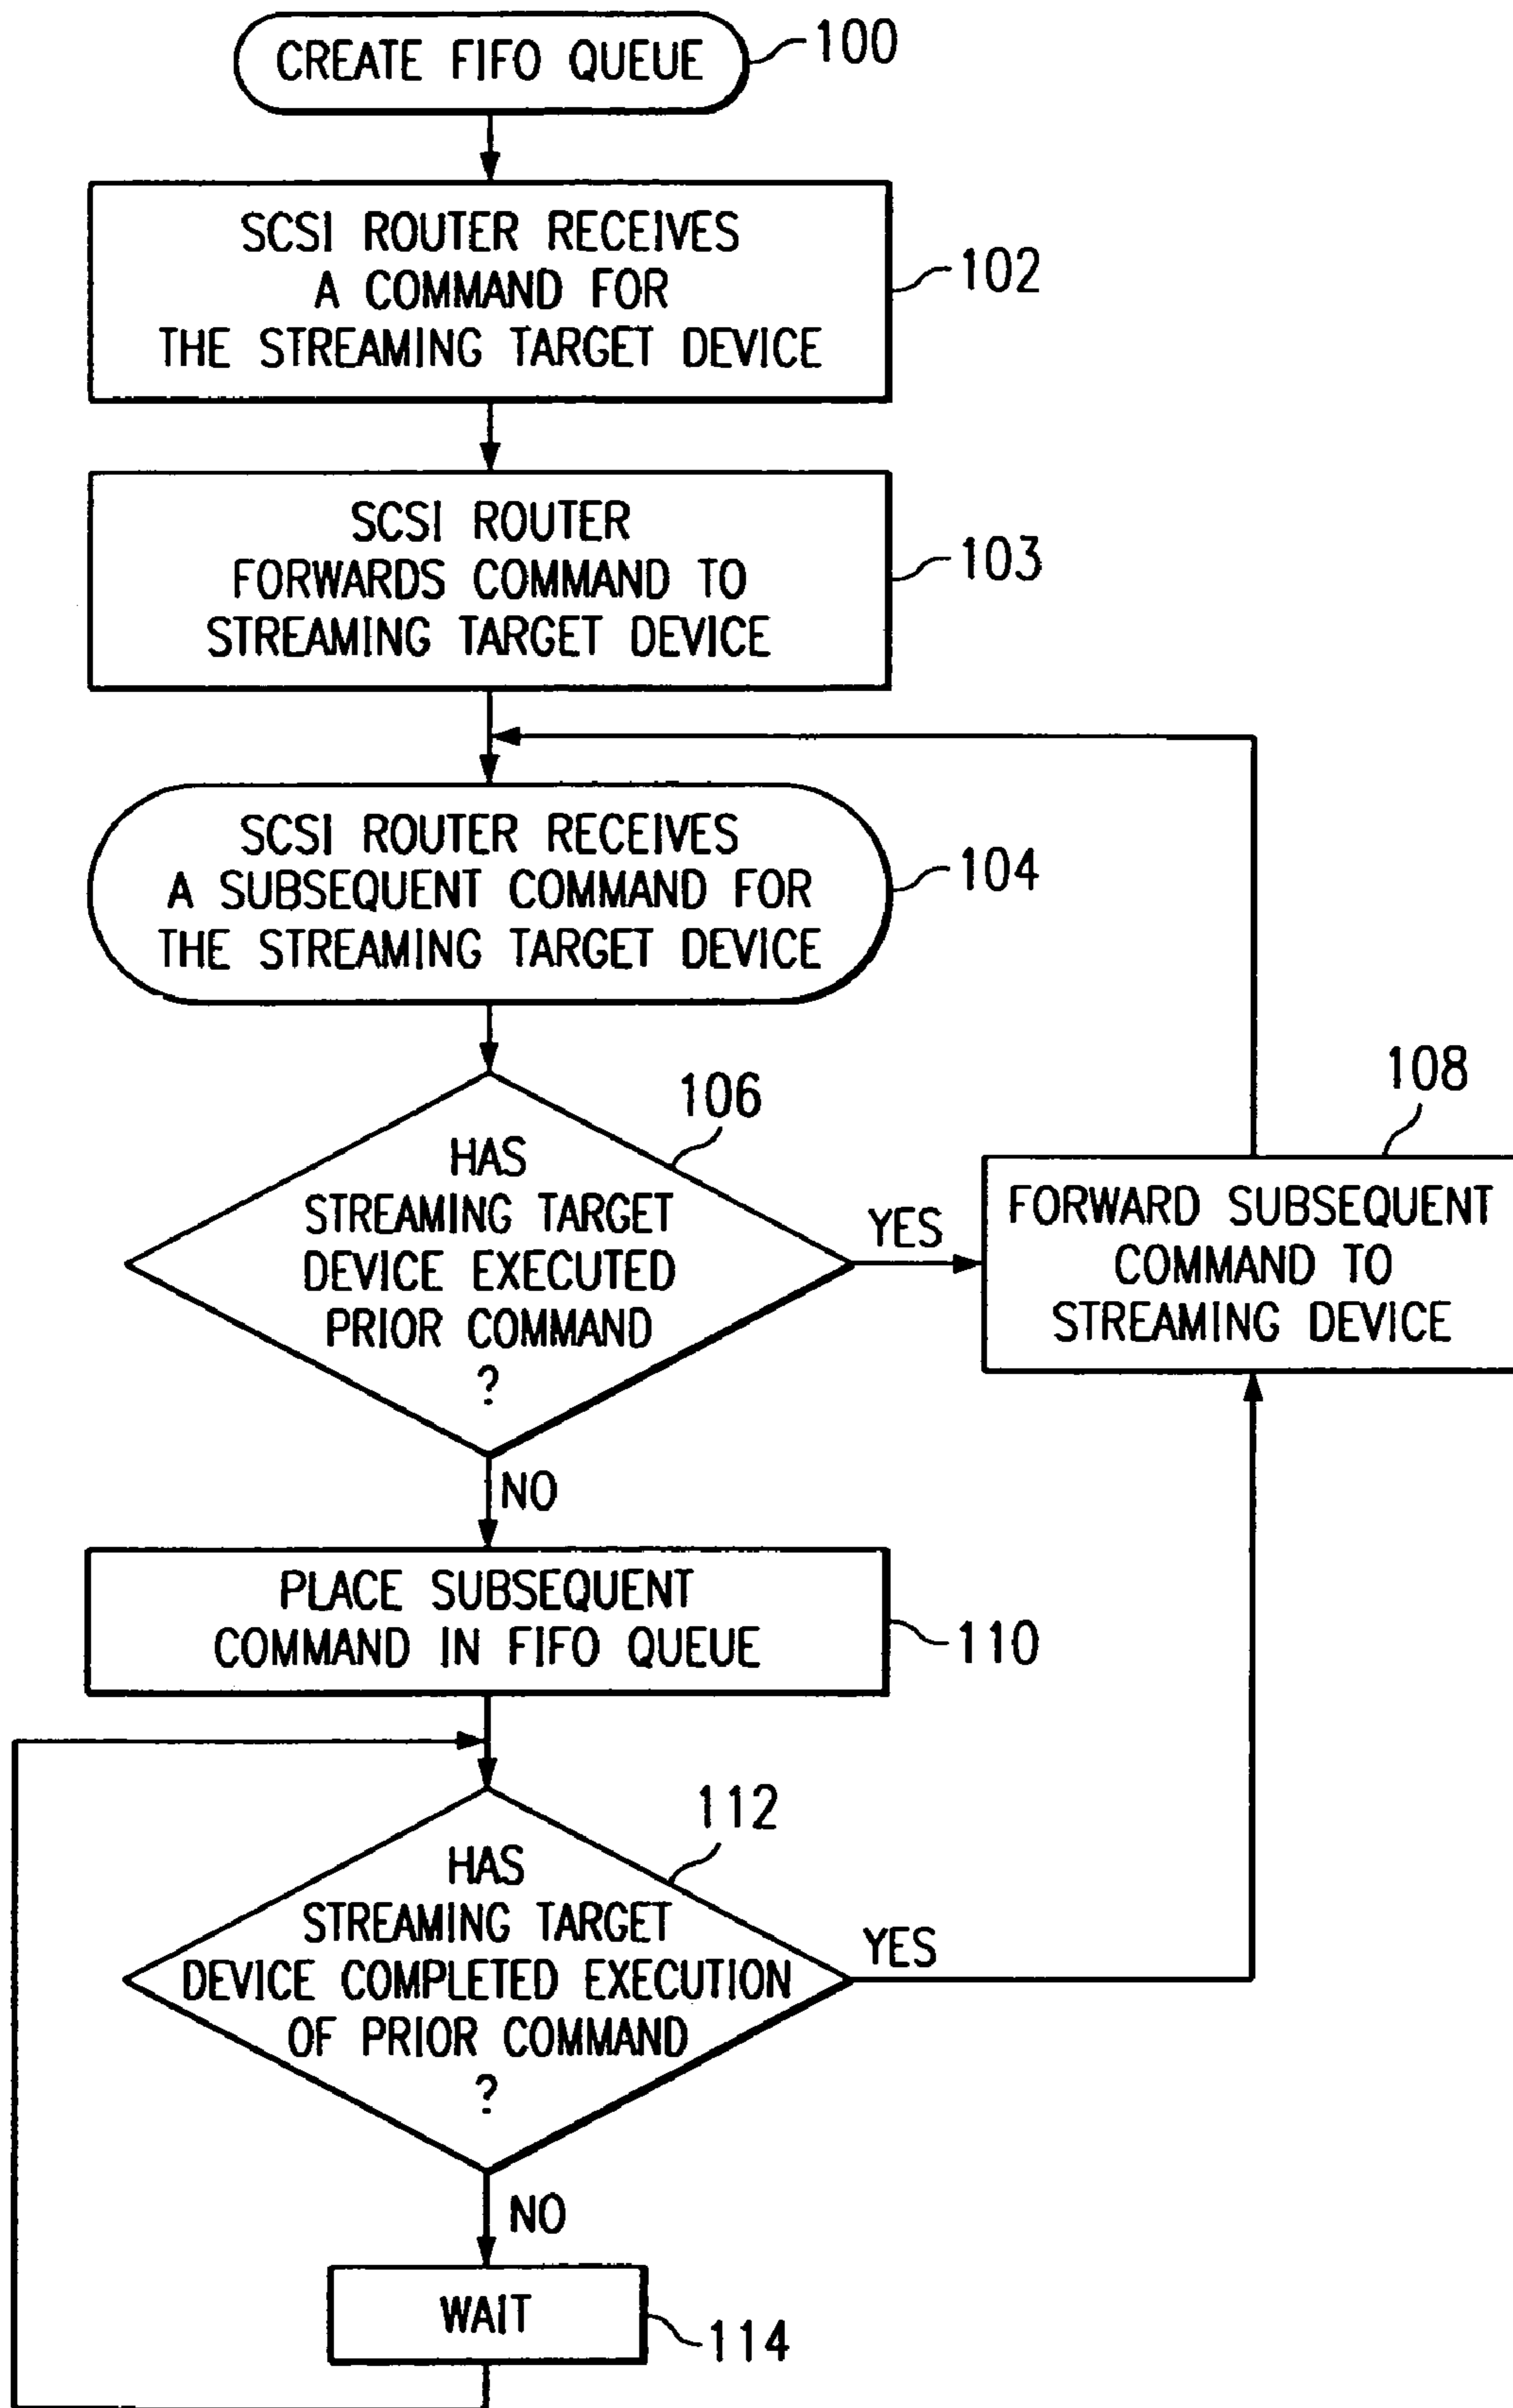 CREATE FIFO QUEUE
100
SCSI ROUTER RECEIVES
A COMMAND FOR
THE STREAMING TARGET DEVICE
102
SCSI ROUTER
FORWARDS COMMAND TO
STREAMING TARGET DEVICE
103
SCSI ROUTER RECEIVES
A SUBSEQUENT COMMAND FOR
THE STREAMING TARGET DEVICE
104
106
HAS
STREAMING TARGET
DEVICE EXECUTED
PRIOR COMMAND
?
YES
108
FORWARD SUBSEQUENT
COMMAND TO
STREAMING DEVICE
NO
PLACE SUBSEQUENT
COMMAND IN FIFO QUEUE
110
112
HAS
STREAMING TARGET
DEVICE COMPLETED EXECUTION
OF PRIOR COMMAND
?
YES
NO
WAIT
114